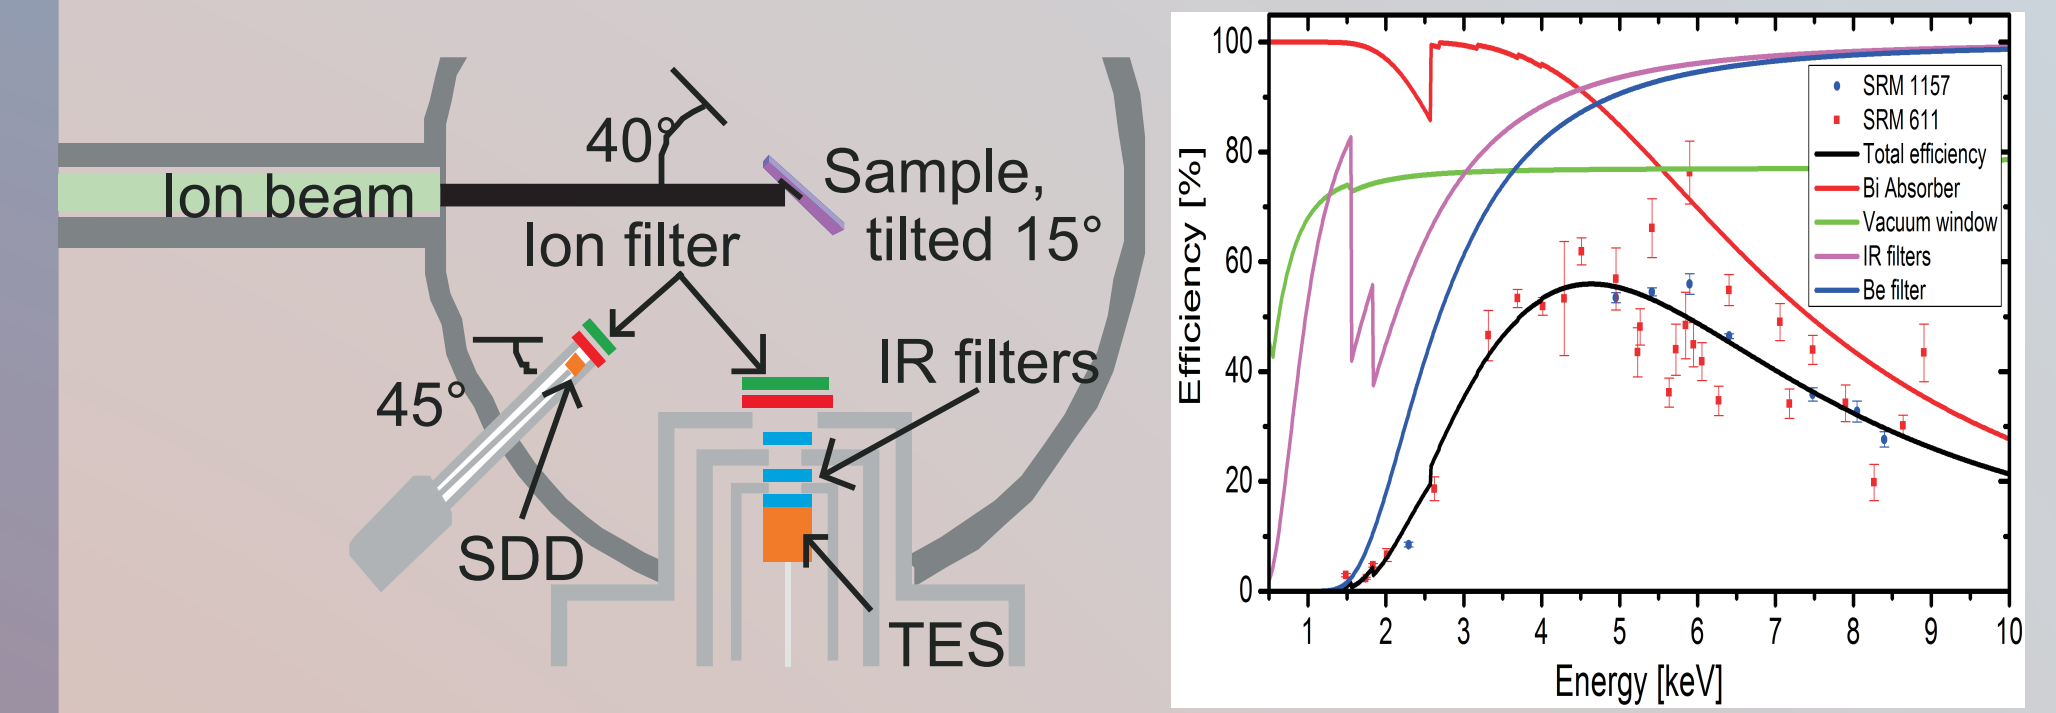 40°
Ion beam
Sample,
tilted 15°
Ion filter
IR filters
45°
SDD
TES
Efficiency [%]
100
80
60
40
20
0
SRM 1157
SRM 611
Total efficiency
Bi Absorber
Vacuum window
IR filters
Be filter
1 2 3 4 5 6 7 8 9 10
Energy [keV]